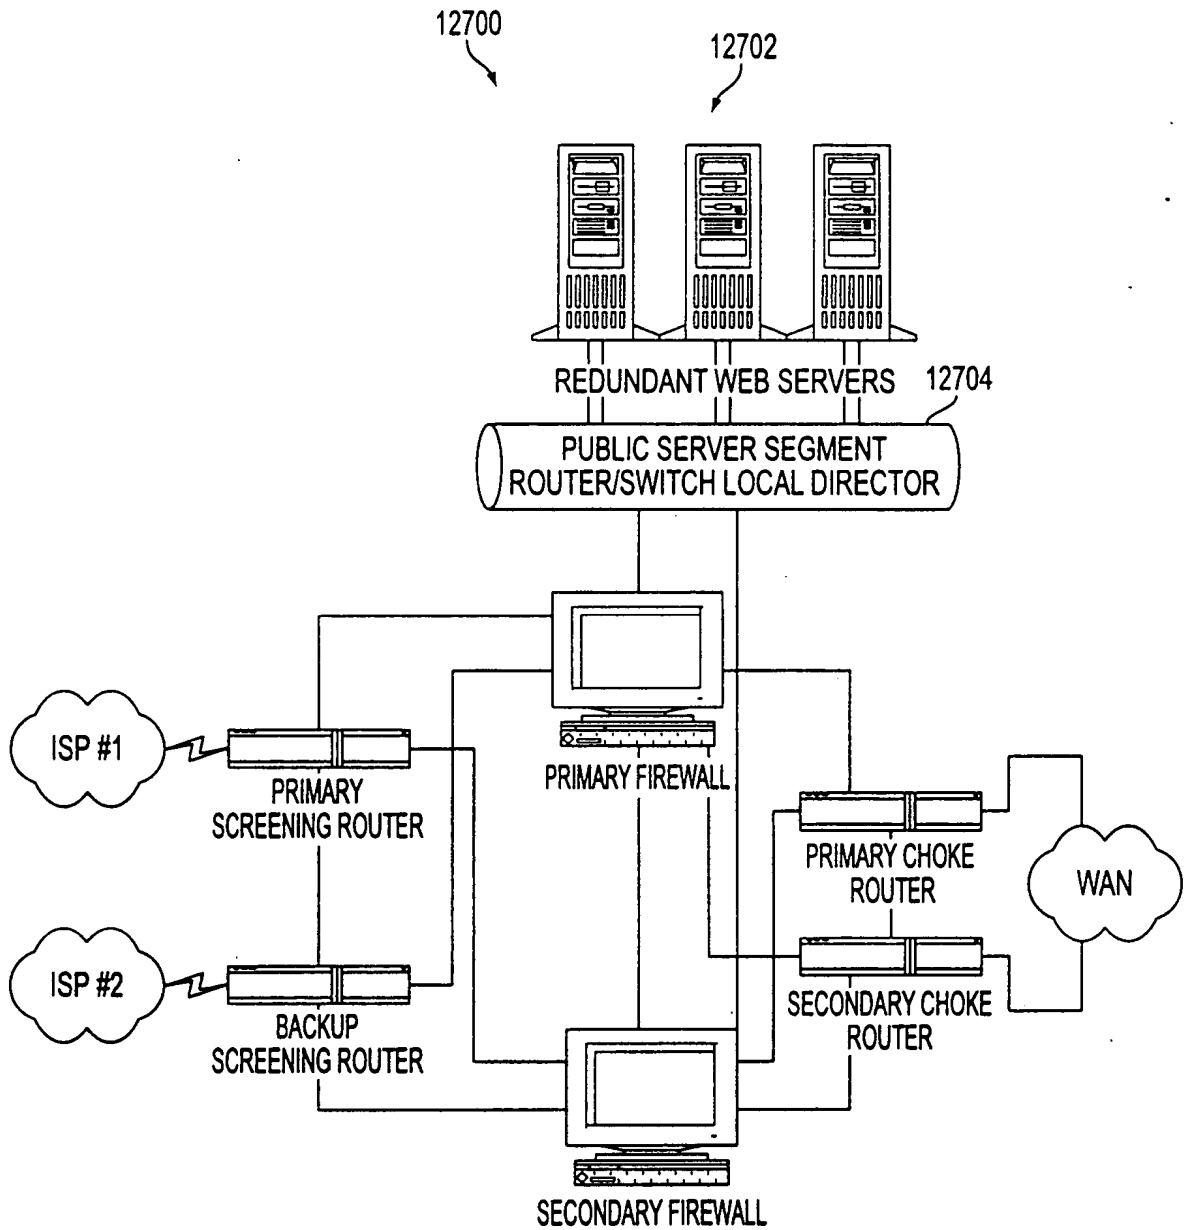 12700
12702
REDUNDANT WEB SERVERS
12704
PUBLIC SERVER SEGMENT
ROUTER/SWITCH LOCAL DIRECTOR
ISP #1
PRIMARY
SCREENING ROUTER
PRIMARY FIREWALL
PRIMARY CHOKE
ROUTER
WAN
ISP #2
BACKUP
SCREENING ROUTER
SECONDARY CHOKE
ROUTER
SECONDARY FIREWALL